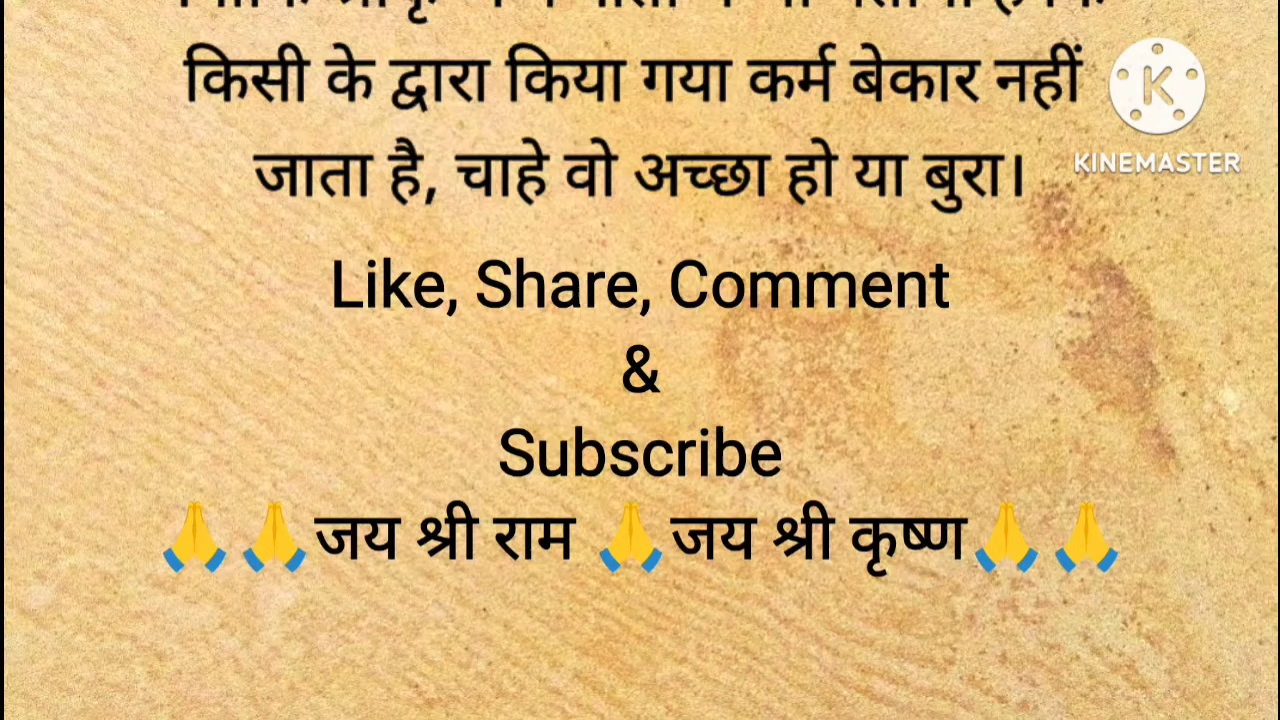 किसी के द्वारा किया गया कर्म बेकार नहीं
जाता है, चाहे वो अच्छा हो या बुरा।
K
KINEMASTER
Like, Share, Comment
&
Subscribe
🙏🙏जय श्री राम 🙏जय श्री कृष्ण🙏🙏